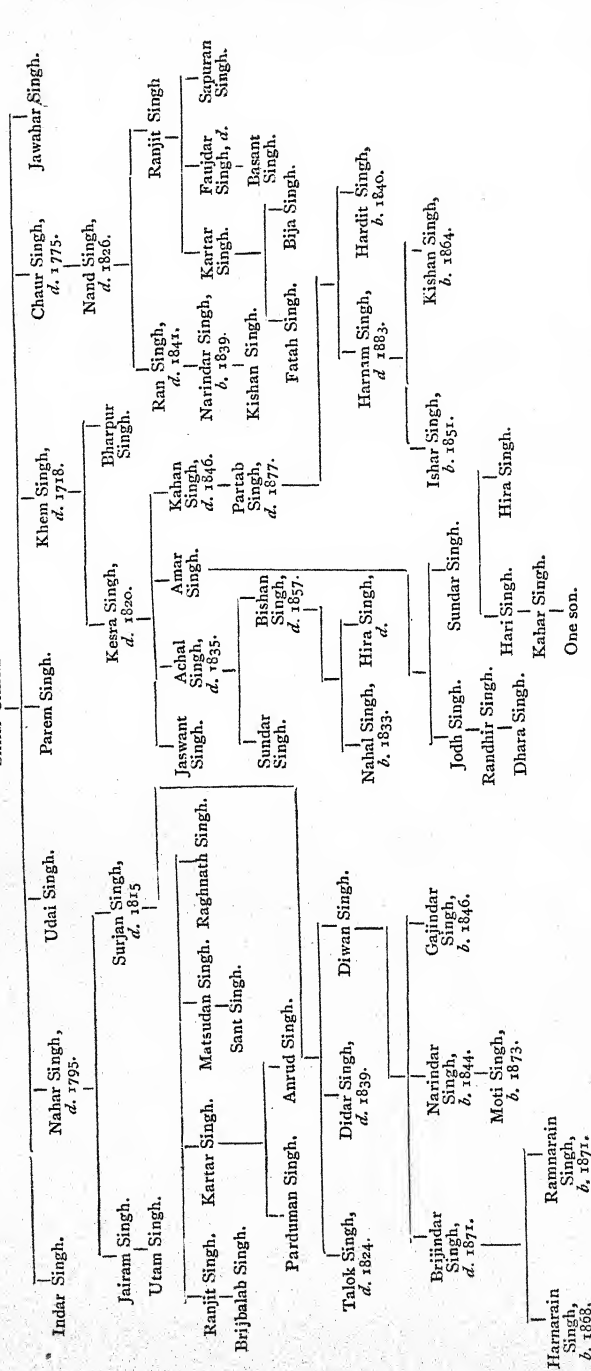 Indar Singh.
Nahar Singh,
d. 1795.
Udai Singh.
Parem Singh.
Khem Singh,
d. 1718.
Chaur Singh,
d. 1775.
Jawahar Singh.
Jairam Singh.
Utam Singh.
Surjan Singh,
d. 1815
Kesra Singh,
d. 1820.
Bharpur
Singh.
Nand Singh,
d. 1826.
Ran Singh,
d. 1841.
Narindar Singh,
b. 1839.
Kishan Singh.
Ranjit Singh
Kartar
Singh.
Faujdar
Singh, d.
Basant
Singh.
Sapuran
Singh.
Fatah Singh.
Bija Singh.
Jaswant
Singh.
Achal
Singh,
d. 1835.
Amar
Singh.
Kahan
Singh,
d. 1846.
Partab
Singh,
d. 1877.
Sundar
Singh.
Bishan
Singh,
d. 1857.
Harnam Singh,
d 1883.
Hardit Singh,
b. 1840.
Nahal Singh,
b. 1833.
Hira Singh,
d.
Ishar Singh,
b. 1851.
Kishan Singh,
b. 1864.
Jodh Singh.
Randhir Singh.
Dhara Singh.
Sundar Singh.
Hari Singh.
Kahar Singh.
One son.
Hira Singh.
Ranjit Singh.
Brijbalab Singh.
Kartar Singh.
Matsudan Singh.
Sant Singh.
Raghnath Singh.
Parduman Singh.
Anrud Singh.
Talok Singh,
d. 1824.
Didar Singh,
d. 1839.
Diwan Singh.
Brijindar
Singh,
d. 1871.
Narindar
Singh,
b. 1844.
Moti Singh,
b. 1873.
Gajindar
Singh,
b. 1846.
Harnarain
Singh,
b. 1868.
Ramnarain
Singh,
b. 1871.